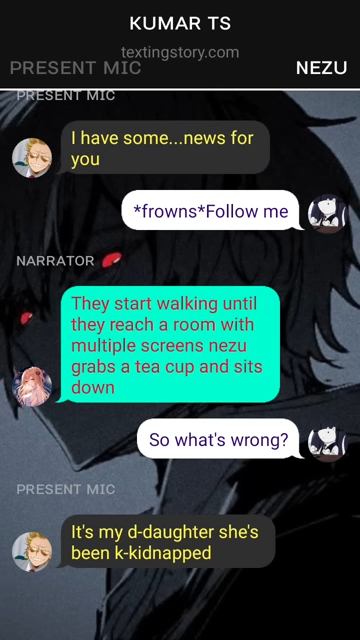 KUMAR TS
textingstory.com
PRESENT MIC
NEZU
PRESENT MIC
I have some...news for
you
*frowns*Follow me
NARRATOR
They start walking until
they reach a room with
multiple screens nezu
grabs a tea cup and sits
down
So what's wrong?
PRESENT MIC
It's my d-daughter she's
been k-kidnapped